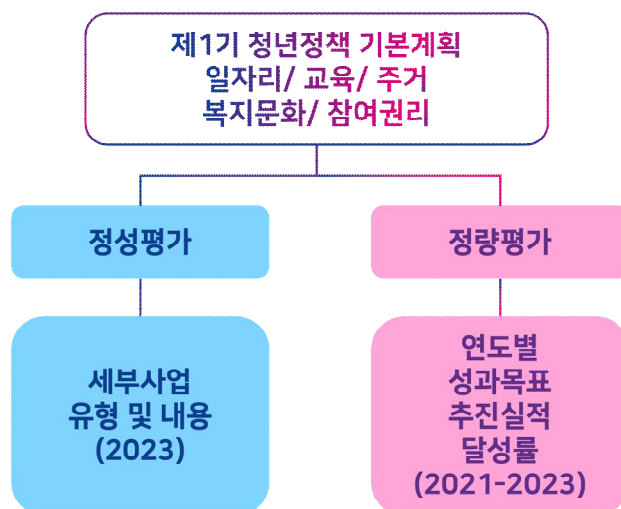 제1기 청년정책 기본계획
일자리/ 교육/ 주거
복지문화/ 참여권리
정성평가
정량평가
세부사업
유형 및 내용
(2023)
연도별
성과목표
추진실적
달성률
(2021-2023)